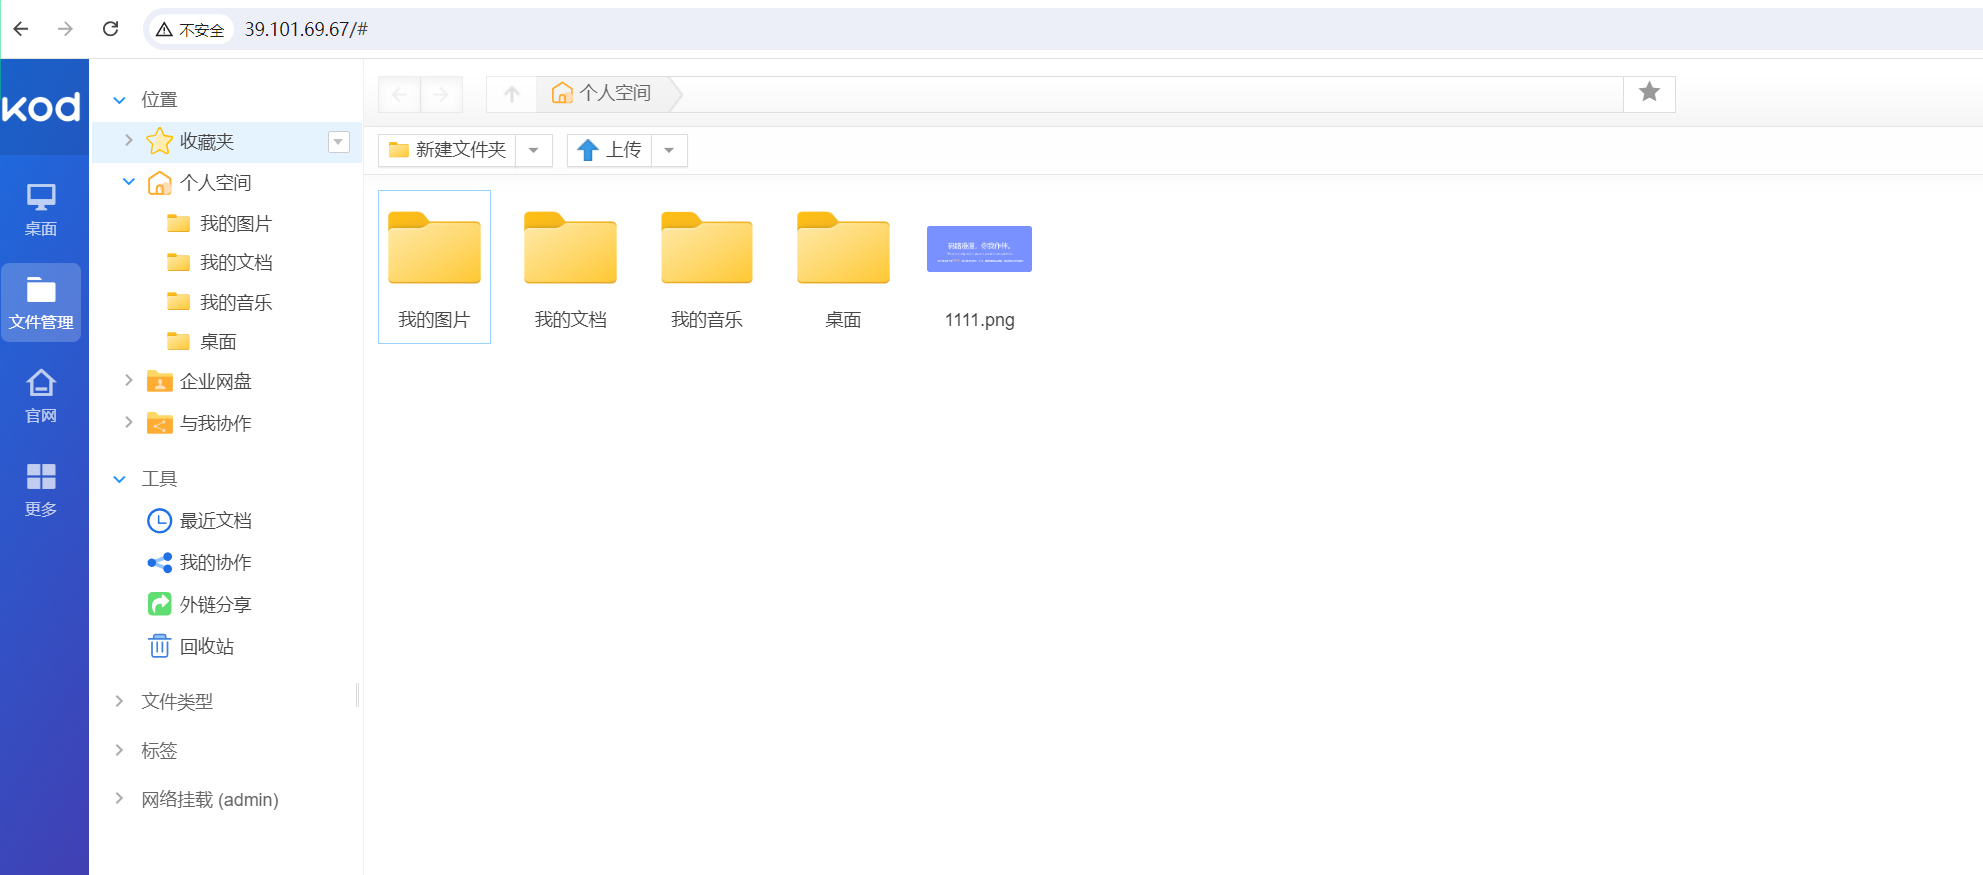 不安全 39.101.69.67/#
kod
桌面
文件管理
官网
更多
位置
收藏夹
个人空间
我的图片
我的文档
我的音乐
桌面
企业网盘
与我协作
工具
最近文档
我的协作
外链分享
回收站
文件类型
标签
网络挂载 (admin)
个人空间
新建文件夹 上传
我的图片 我的文档 我的音乐 桌面 1111.png